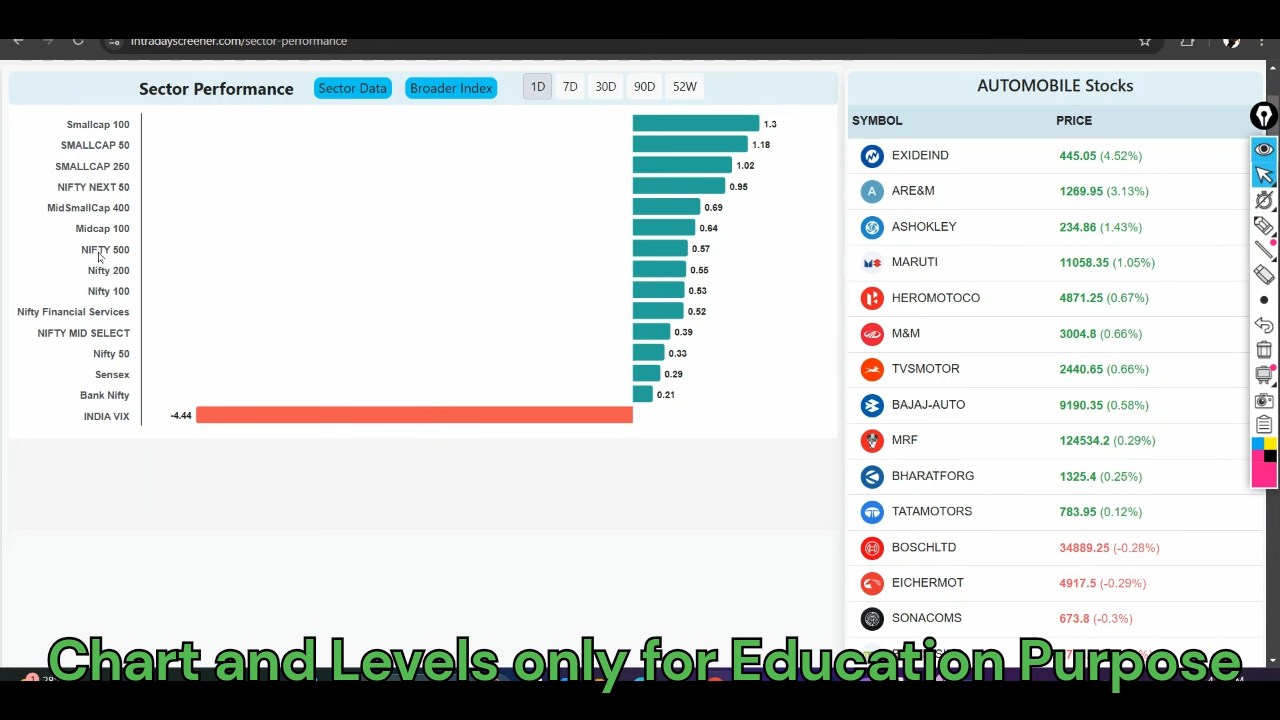 intradayscreener.com/sector-performance
Sector Performance
Sector Data
Broader Index
1D
7D
30D
90D
52W
Smallcap 100
1.3
SMALLCAP 50
1.18
SMALLCAP 250
1.02
NIFTY NEXT 50
0.95
MidSmallCap 400
0.69
Midcap 100
0.64
NIFTY 500
0.57
Nifty 200
0.55
Nifty 100
0.53
Nifty Financial Services
0.52
NIFTY MID SELECT
0.39
Nifty 50
0.33
Sensex
0.29
Bank Nifty
0.21
INDIA VIX
-4.44
AUTOMOBILE Stocks
SYMBOL PRICE
EXIDEIND 445.05 (4.52%)
A ARE&M 1269.95 (3.13%)
ASHOKLEY 234.86 (1.43%)
MARUTI 11058.35 (1.05%)
HEROMOTOCO 4871.25 (0.67%)
M&M 3004.8 (0.66%)
TVSMOTOR 2440.65 (0.66%)
BAJAJ-AUTO 9190.35 (0.58%)
MRF 124534.2 (0.29%)
BHARATFORG 1325.4 (0.25%)
TATAMOTORS 783.95 (0.12%)
BOSCHLTD 34889.25 (-0.28%)
EICHERMOT 4917.5 (-0.29%)
SONACOMS 673.8 (-0.3%)
Chart and Levels only for Education Purpose